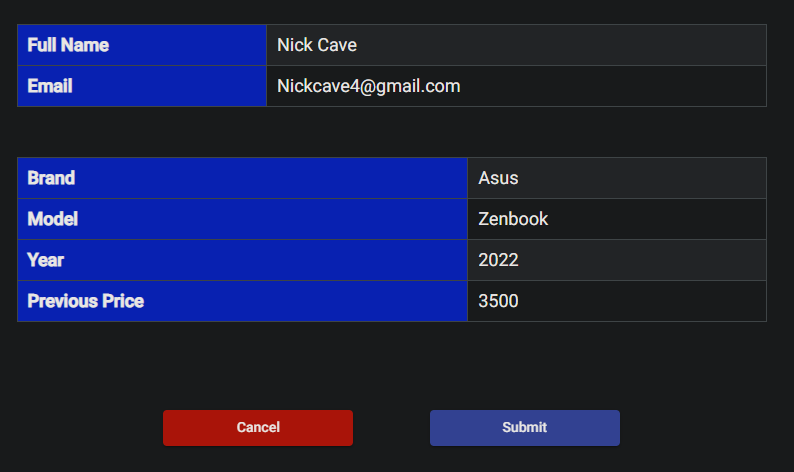 Full Name Nick Cave
Email Nickcave4@gmail.com
Brand Asus
Model Zenbook
Year 2022
Previous Price 3500
Cancel Submit